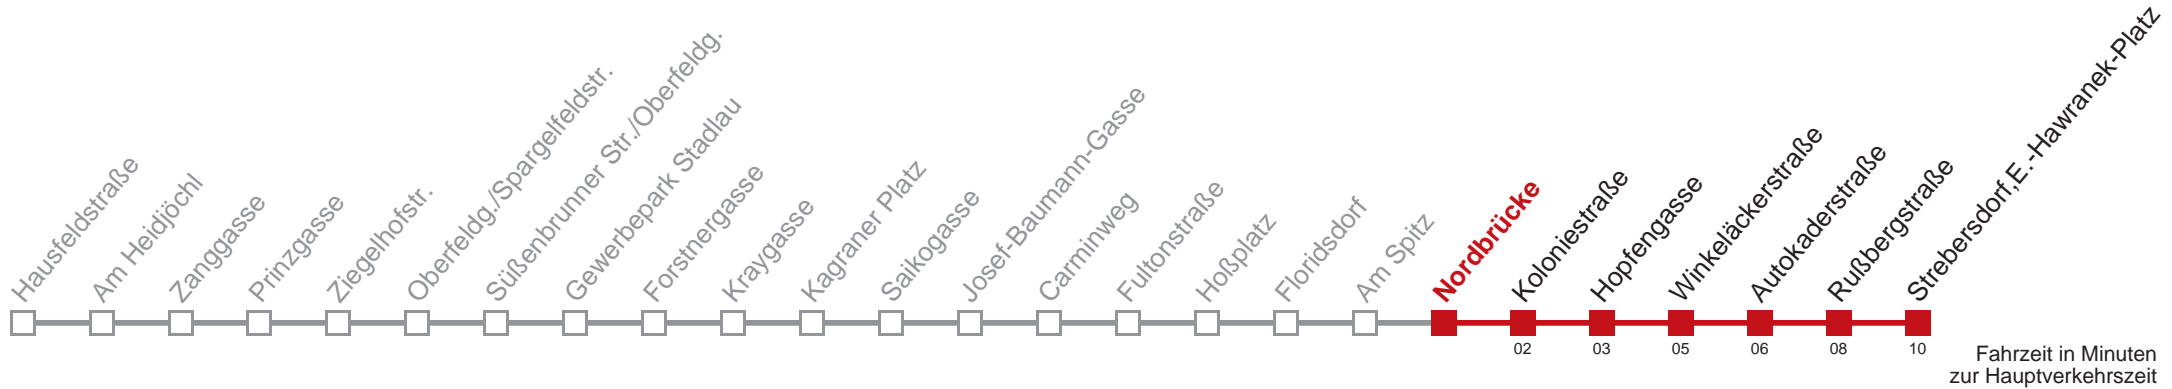 Hausfeldstraße
Am Heidjöchl
Zanggasse
Prinzgasse
Ziegelhofstr.
Oberfeldg./Spargelfeldstr.
Süßenbrunner Str./Oberfeldg.
Gewerbepark Stadlau
Forstnergasse
Kraygasse
Kagraner Platz
Saikogasse
Josef-Baumann-Gasse
Carminweg
Fultonstraße
Hoßplatz
Floridsdorf
Am Spitz
Nordbrücke
Koloniestraße
Hopfengasse
Winkeläckerstraße
Autokaderstraße
Rußbergstraße
Strebersdorf,E.-Hawranek-Platz
02 03 05 06 08 10
Fahrzeit in Minuten
zur Hauptverkehrszeit